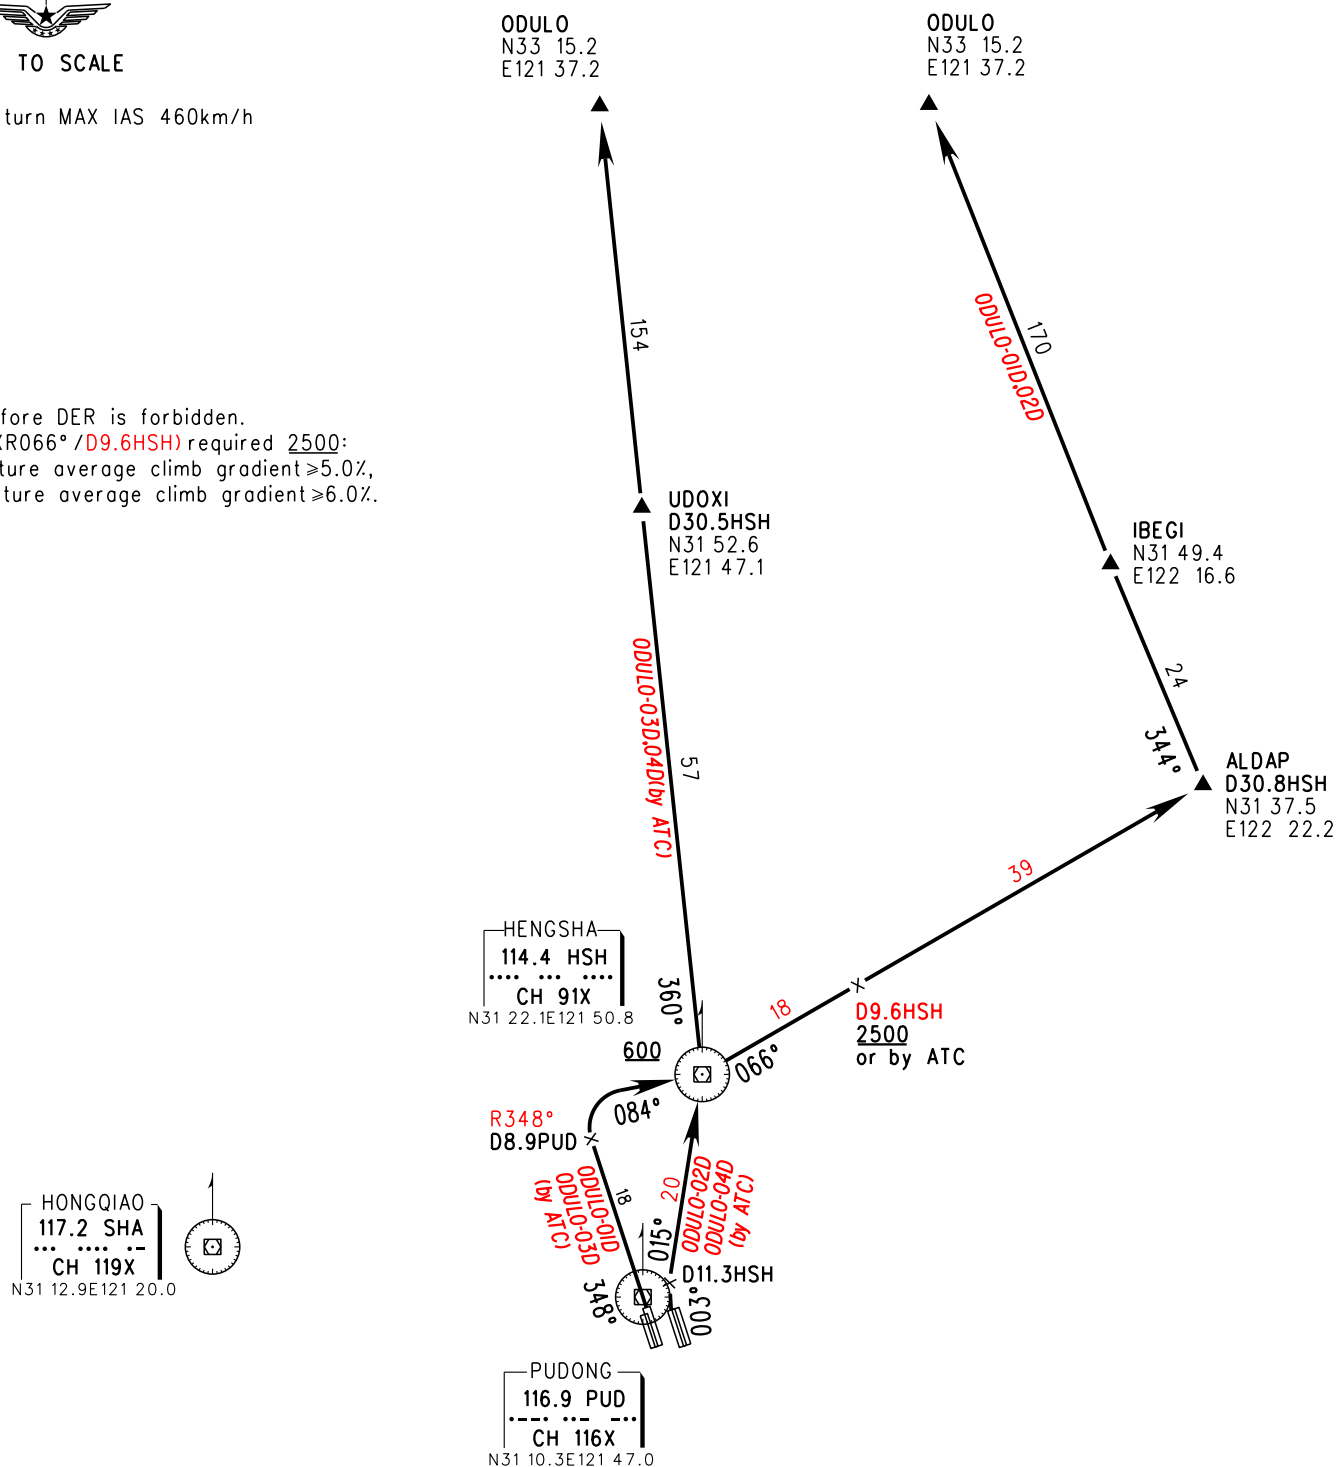 TO SCALE
turn MAX IAS 460km/h
fore DER is forbidden.
(R066°/D9.6HSH) required 2500:
ture average climb gradient≥5.0%,
ture average climb gradient≥6.0%.
ODULO
N33 15.2
E121 37.2
ODULO
N33 15.2
E121 37.2
154
170
ODULO-01D,02D
UDOXI
D30.5HSH
N31 52.6
E121 47.1
IBEGI
N31 49.4
E122 16.6
24
344°
ALDAP
D30.8HSH
N31 37.5
E122 22.2
ODULO-03D,04D(by ATC)
57
39
HENGSHA
114.4 HSH
CH 91X
N31 22.1E121 50.8
360°
600
18
066°
D9.6HSH
2500
or by ATC
084°
R348°
D8.9PUD
ODULO-01D
ODULO-03D
(by ATC)
18
20
ODULO-02D
ODULO-04D
(by ATC)
015°
D11.3HSH
348°
003°
HONGQIAO
117.2 SHA
CH 119X
N31 12.9E121 20.0
PUDONG
116.9 PUD
CH 116X
N31 10.3E121 47.0